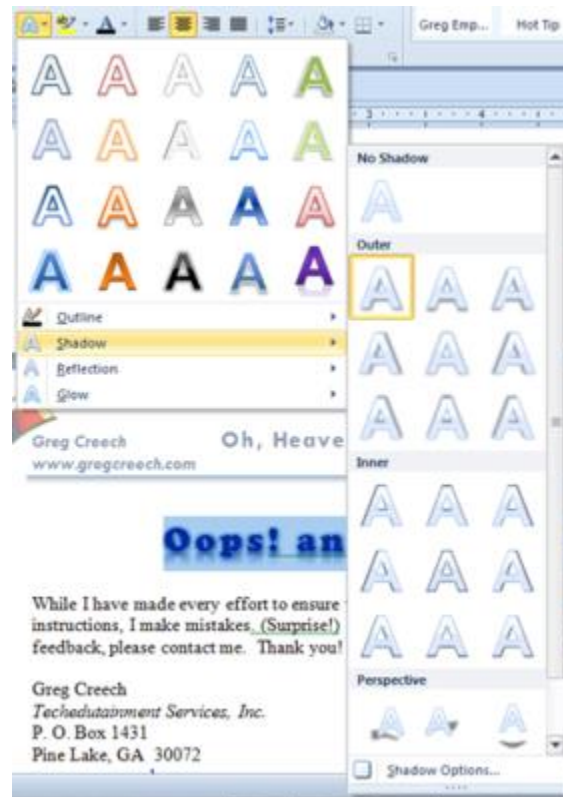 Greg Emp... Hot Tip
3 4
No Shadow
Outer
Outline
Shadow
Reflection
Glow
Greg Creech Oh, Heave
www.gregcreech.com
Inner
Oops! an
While I have made every effort to ensure
instructions, I make mistakes. (Surprise!)
feedback, please contact me. Thank you!
Perspective
Greg Creech
Techedutainment Services, Inc.
P. O. Box 1431
Pine Lake, GA 30072
Shadow Options...